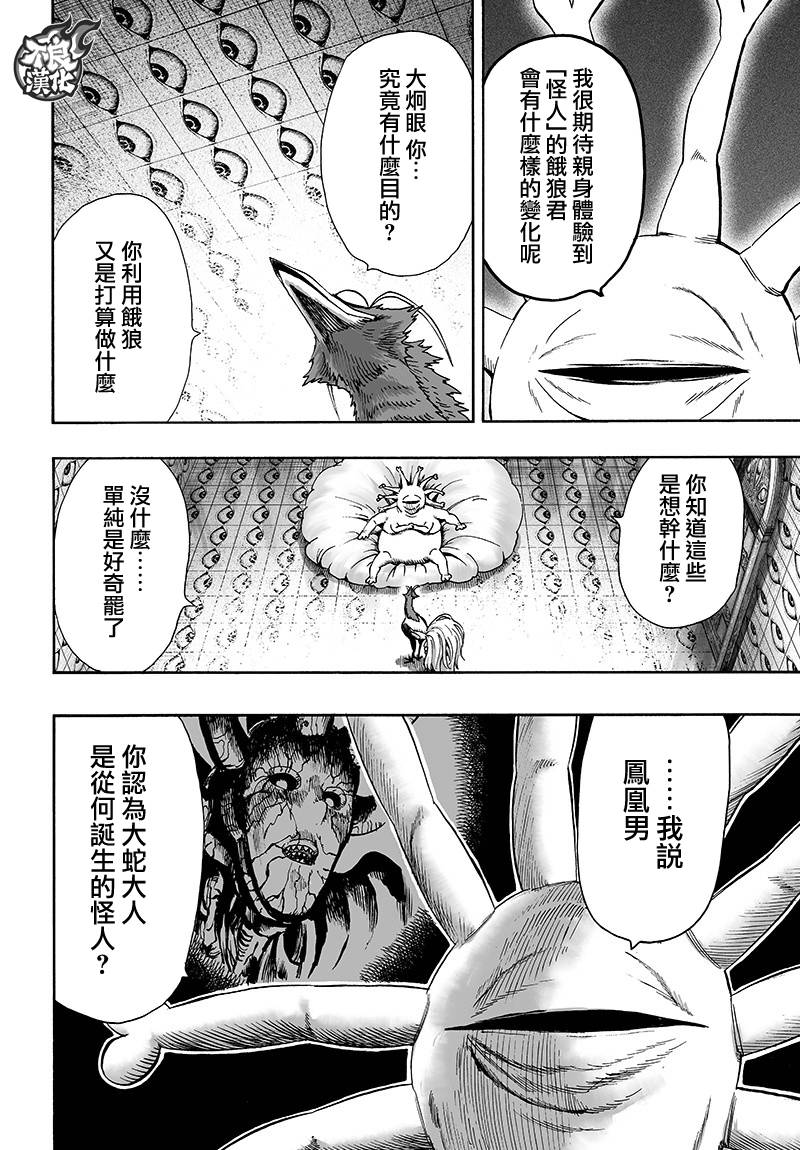 我很期待親身體驗到
「怪人」的餓狼君
會有什麼樣的變化呢
大炯眼 你…
究竟有什麼目的？
你利用餓狼
又是打算做什麼
你知道這些
是想幹什麼？
沒什麼……
單純是好奇罷了
……我説
鳳凰男
你認為大蛇大人
是從何誕生的怪人？
不良
漢化